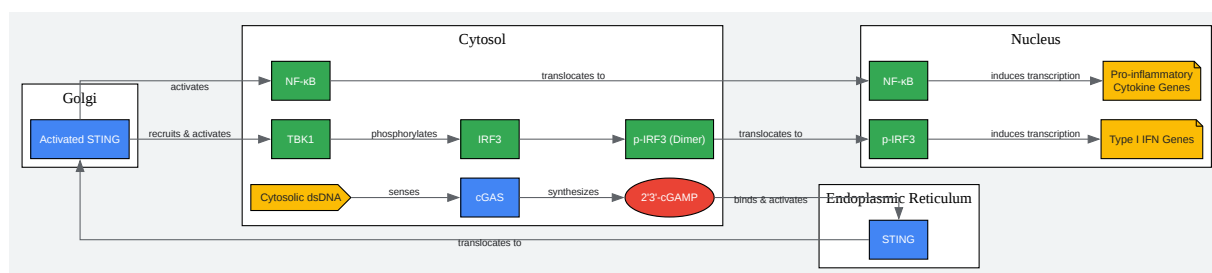 Cytosol
Nucleus
NF-κB
translocates to
NF-κB
induces transcription
Pro-inflammatory
Cytokine Genes
activates
Golgi
Activated STING
recruits & activates
TBK1
phosphorylates
IRF3
p-IRF3 (Dimer)
translocates to
p-IRF3
induces transcription
Type I IFN Genes
Cytosolic dsDNA
senses
cGAS
synthesizes
2'3'-cGAMP
binds & activates
Endoplasmic Reticulum
STING
translocates to